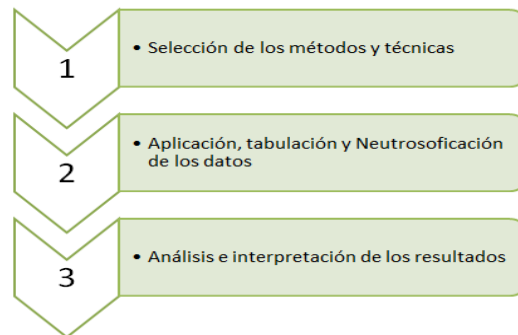 1
• Selección de los métodos y técnicas
2
• Aplicación, tabulación y Neutrosoficación
de los datos
3
• Análisis e interpretación de los resultados